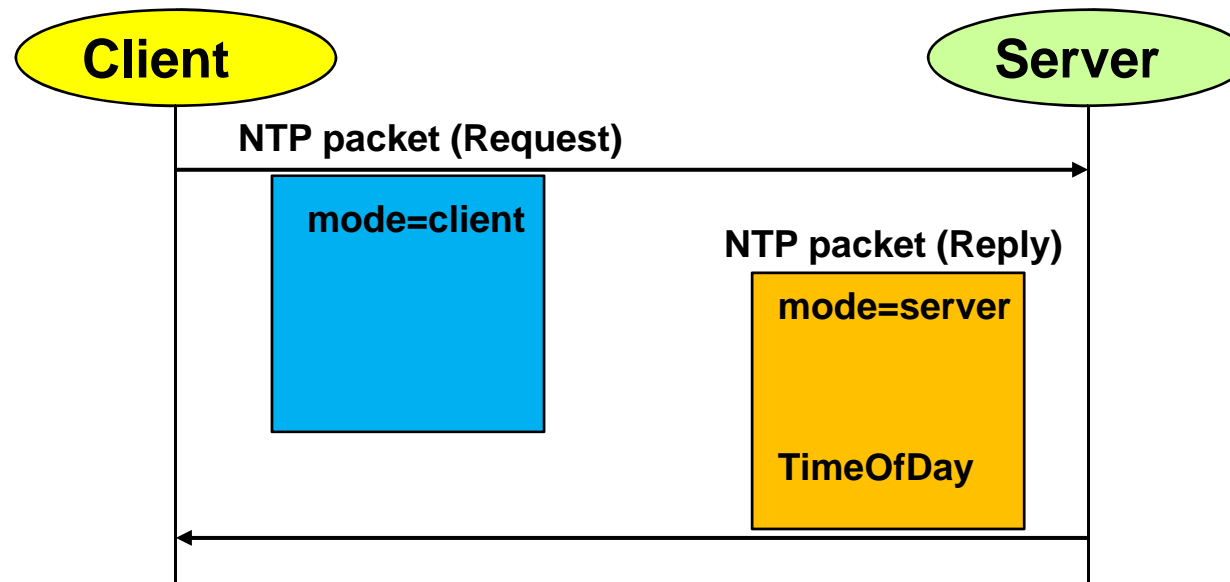 Client
Server
NTP packet (Request)
mode=client
NTP packet (Reply)
mode=server
TimeOfDay